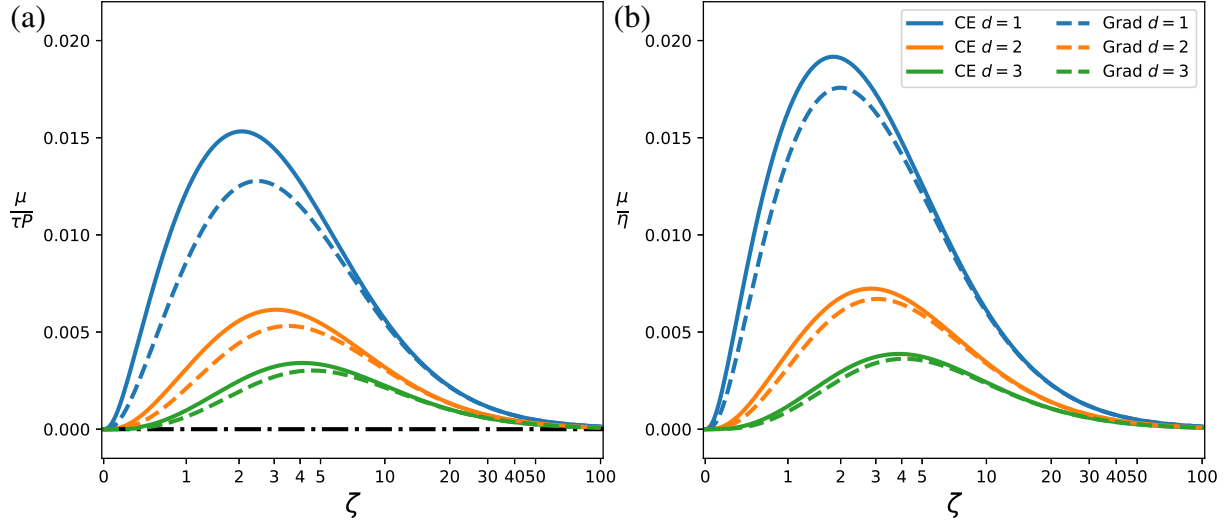 (a)
0.020
0.015
μ/τP
0.010
0.005
0.000
0 1 2 3 4 5 10 20 30 4050 100
ζ
(b)
CE d = 1 Grad d = 1
CE d = 2 Grad d = 2
CE d = 3 Grad d = 3
0.020
0.015
μ/η
0.010
0.005
0.000
0 1 2 3 4 5 10 20 30 4050 100
ζ